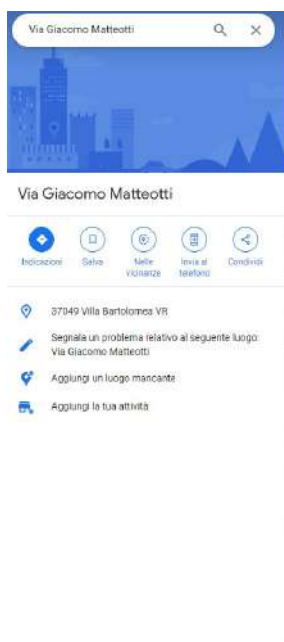 Via Giacomo Matteotti
Via Giacomo Matteotti
Indicazioni
Salva
Nelle
vicinanze
Invia al
telefono
Condividi
37049 Villa Bartolomea VR
Segnala un problema relativo al seguente luogo:
Via Giacomo Matteotti
Aggiungi un luogo mancante
Aggiungi la tua attività